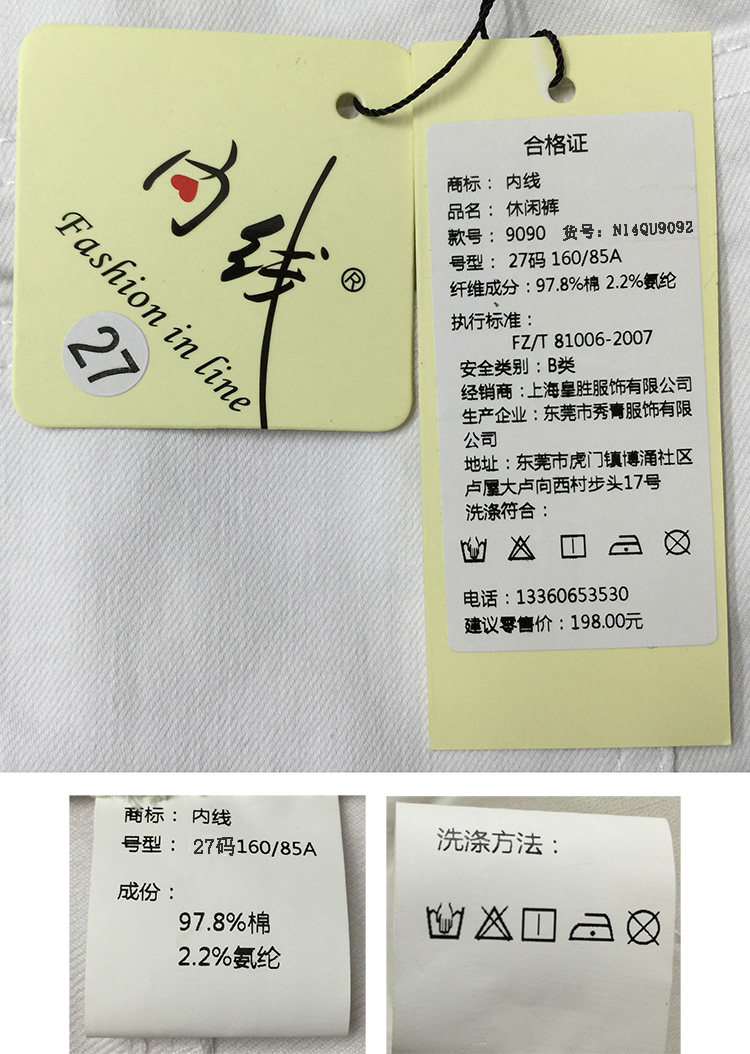 内线®
Fashion in line
27
合格证
商标： 内线
品名： 休闲裤
款号： 9090 货号：N14QU9092
号型： 27码 160/85A
纤维成分：97.8%棉 2.2%氨纶
执行标准：
FZ/T 81006-2007
安全类别：B类
经销商：上海皇胜服饰有限公司
生产企业：东莞市秀青服饰有限
公司
地址：东莞市虎门镇博涌社区
卢屋大卢向西村步头17号
洗涤符合：
电话：13360653530
建议零售价：198.00元
商标： 内线
号型： 27码160/85A
成份：
97.8%棉
2.2%氨纶
洗涤方法：